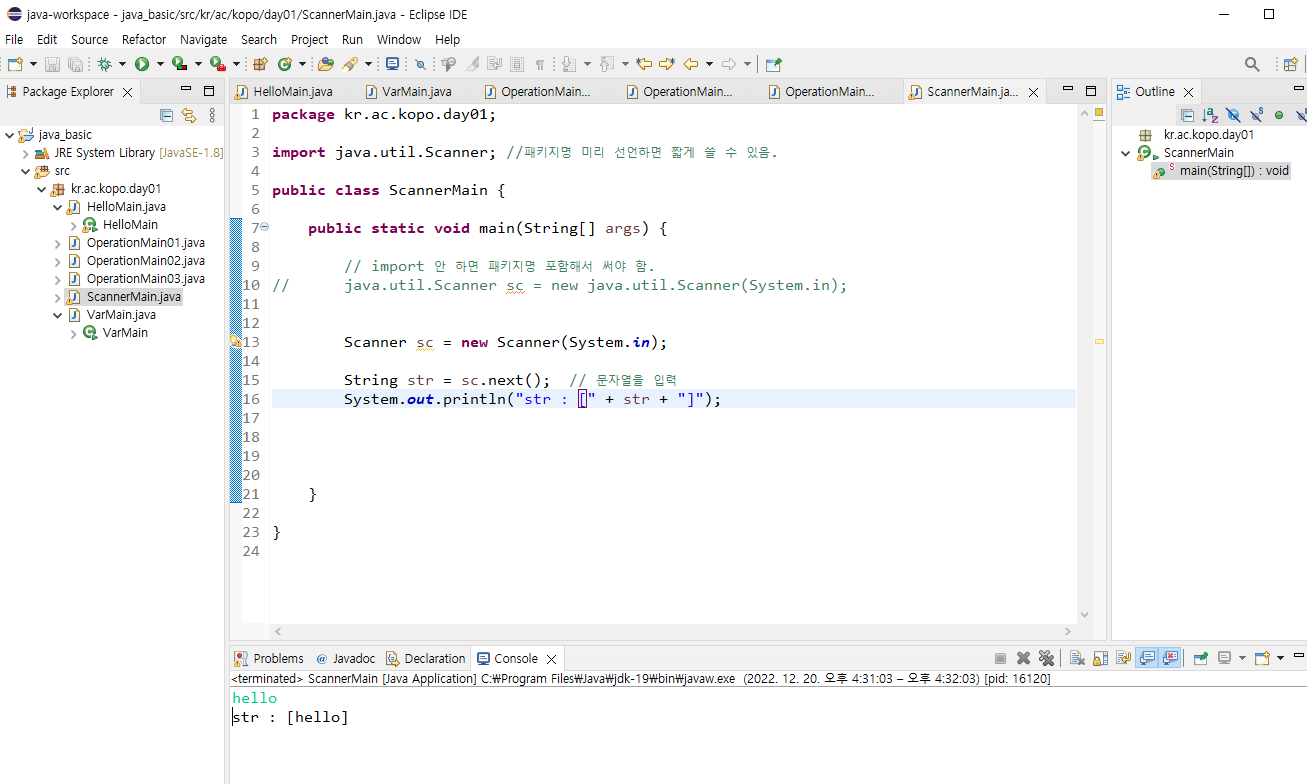 java-workspace - java_basic/src/kr/ac/kopo/day01/ScannerMain.java - Eclipse IDE
File Edit Source Refactor Navigate Search Project Run Window Help
Package Explorer
java_basic
JRE System Library [JavaSE-1.8]
src
kr.ac.kopo.day01
HelloMain.java
HelloMain
OperationMain01.java
OperationMain02.java
OperationMain03.java
ScannerMain.java
VarMain.java
VarMain
HelloMain.java VarMain.java OperationMain... OperationMain... OperationMain... ScannerMain.ja...
1 package kr.ac.kopo.day01;
2
3 import java.util.Scanner; //패키지명 미리 선언하면 짧게 쓸 수 있음.
4
5 public class ScannerMain {
6
7 public static void main(String[] args) {
8
9 // import 안 하면 패키지명 포함해서 써야 함.
10 // java.util.Scanner sc = new java.util.Scanner(System.in);
11
12
13 Scanner sc = new Scanner(System.in);
14
15 String str = sc.next(); // 문자열을 입력
16 System.out.println("str : [" + str + "]");
17
18
19
20
21 }
22
23 }
24
Outline
kr.ac.kopo.day01
ScannerMain
main(String[]) : void
Problems @ Javadoc Declaration Console
<terminated> ScannerMain [Java Application] C:₩Program Files₩Java₩jdk-19₩bin₩javaw.exe (2022. 12. 20. 오후 4:31:03 – 오후 4:32:03) [pid: 16120]
hello
str : [hello]